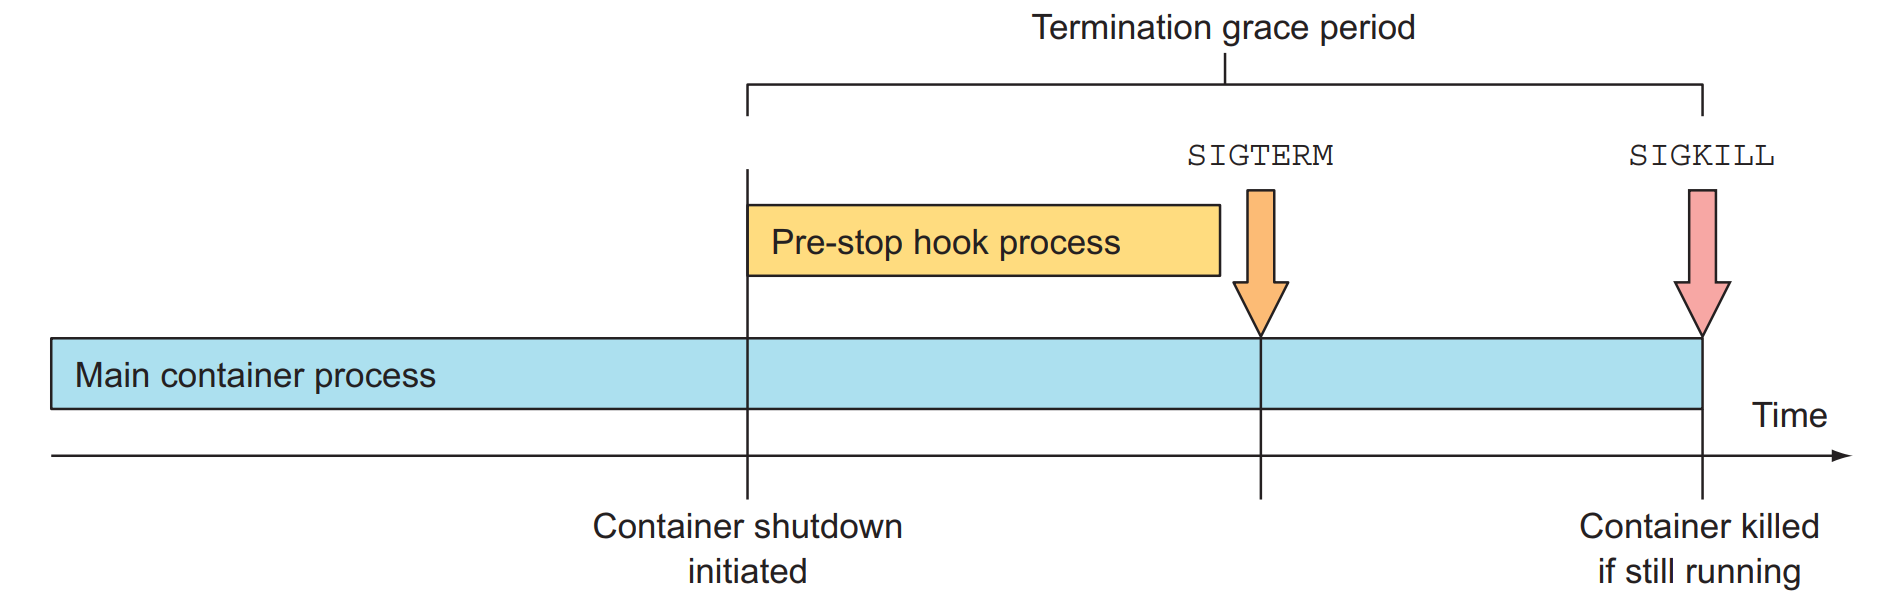 Termination grace period
SIGTERM
SIGKILL
Pre-stop hook process
Main container process
Time
Container shutdown
initiated
Container killed
if still running